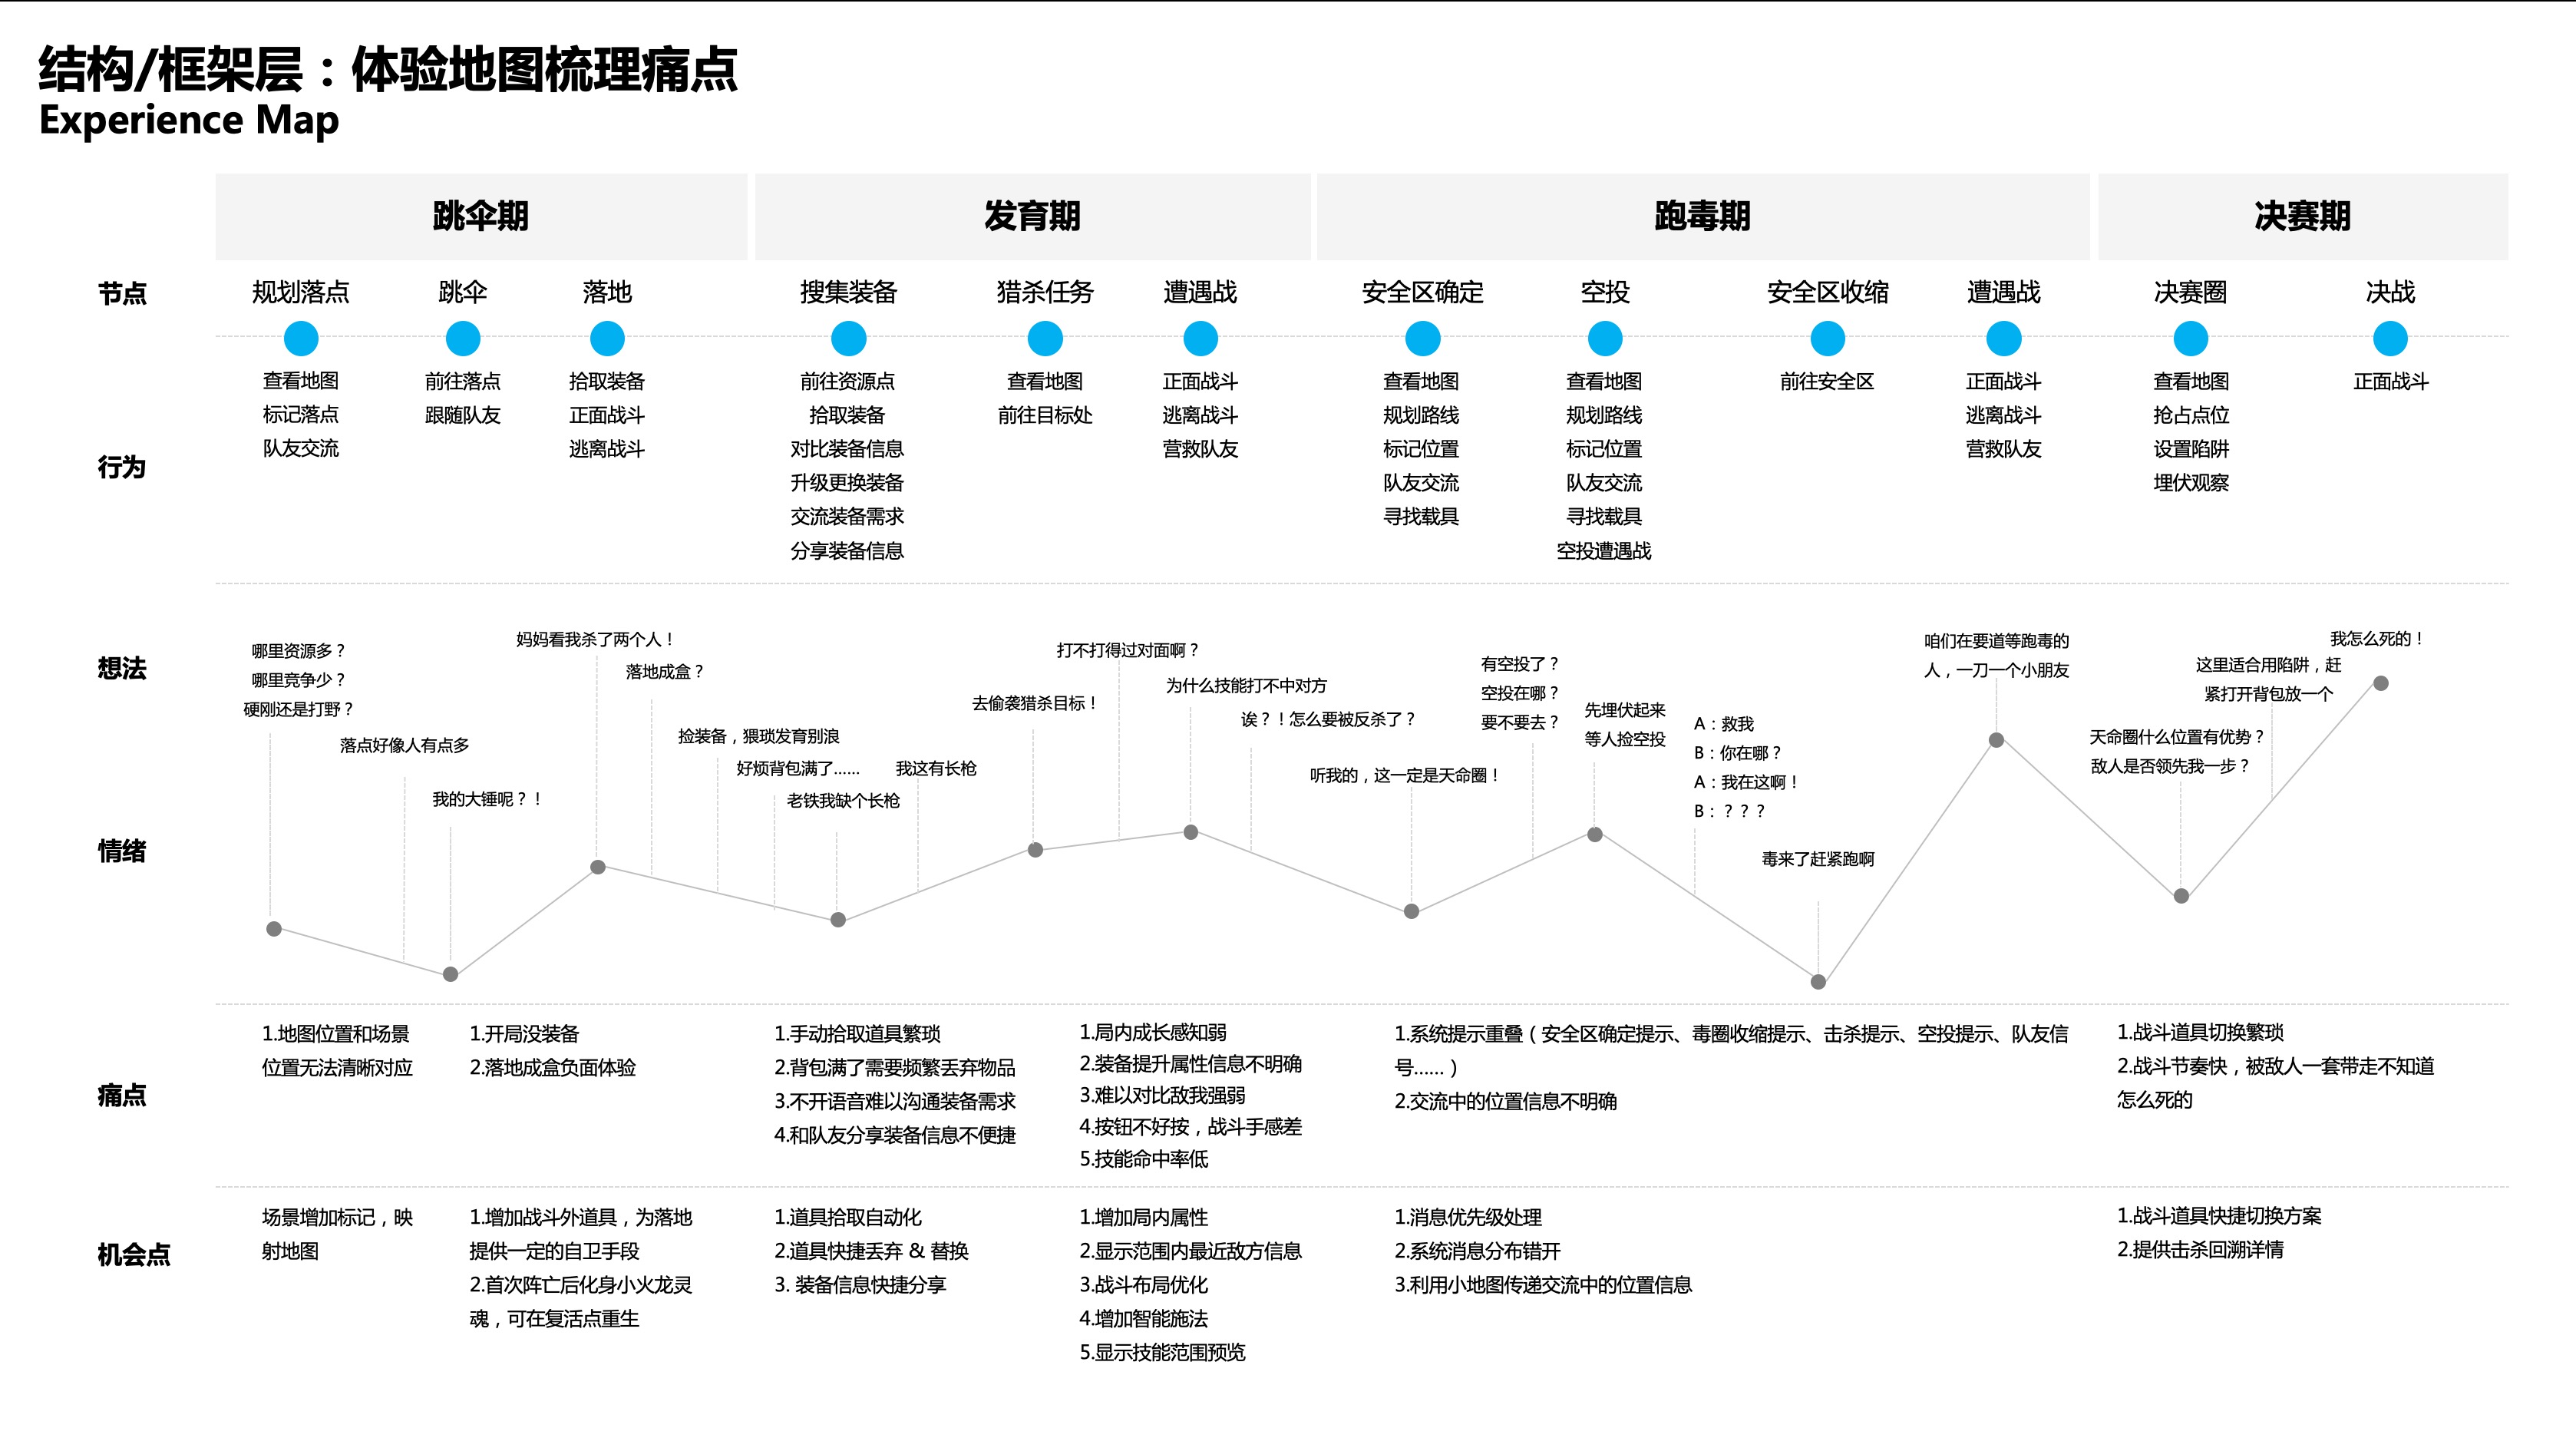 结构/框架层：体验地图梳理痛点
Experience Map
跳伞期
发育期
跑毒期
决赛期
节点
规划落点
跳伞
落地
搜集装备
猎杀任务
遭遇战
安全区确定
空投
安全区收缩
遭遇战
决赛圈
决战
行为
查看地图
标记落点
队友交流
前往落点
跟随队友
拾取装备
正面战斗
逃离战斗
前往资源点
拾取装备
对比装备信息
升级更换装备
交流装备需求
分享装备信息
查看地图
前往目标处
正面战斗
逃离战斗
营救队友
查看地图
规划路线
标记位置
队友交流
寻找载具
查看地图
规划路线
标记位置
队友交流
寻找载具
空投遭遇战
前往安全区
正面战斗
逃离战斗
营救队友
查看地图
抢占点位
设置陷阱
埋伏观察
正面战斗
想法
情绪
哪里资源多？
哪里竞争少？
硬刚还是打野？
落点好像人有点多
我的大锤呢？！
妈妈看我杀了两个人！
落地成盒？
捡装备，猥琐发育别浪
好烦背包满了......
老铁我缺个长枪
我这有长枪
去偷袭猎杀目标！
打不打得过对面啊？
为什么技能打不中对方
诶？！怎么要被反杀了？
听我的，这一定是天命圈！
有空投了？
空投在哪？
要不要去？
先埋伏起来
等人捡空投
A：救我
B：你在哪？
A：我在这啊！
B：？？？
毒来了赶紧跑啊
咱们在要道等跑毒的
人，一刀一个小朋友
天命圈什么位置有优势？
敌人是否领先我一步？
这里适合用陷阱，赶
紧打开背包放一个
我怎么死的！
痛点
1.地图位置和场景
位置无法清晰对应
1.开局没装备
2.落地成盒负面体验
1.手动拾取道具繁琐
2.背包满了需要频繁丢弃物品
3.不开语音难以沟通装备需求
4.和队友分享装备信息不便捷
1.局内成长感知弱
2.装备提升属性信息不明确
3.难以对比敌我强弱
4.按钮不好按，战斗手感差
5.技能命中率低
1.系统提示重叠（安全区确定提示、毒圈收缩提示、击杀提示、空投提示、队友信
号......）
2.交流中的位置信息不明确
1.战斗道具切换繁琐
2.战斗节奏快，被敌人一套带走不知道
怎么死的
机会点
场景增加标记，映
射地图
1.增加战斗外道具，为落地
提供一定的自卫手段
2.首次阵亡后化身小火龙灵
魂，可在复活点重生
1.道具拾取自动化
2.道具快捷丢弃 & 替换
3. 装备信息快捷分享
1.增加局内属性
2.显示范围内最近敌方信息
3.战斗布局优化
4.增加智能施法
5.显示技能范围预览
1.消息优先级处理
2.系统消息分布错开
3.利用小地图传递交流中的位置信息
1.战斗道具快捷切换方案
2.提供击杀回溯详情